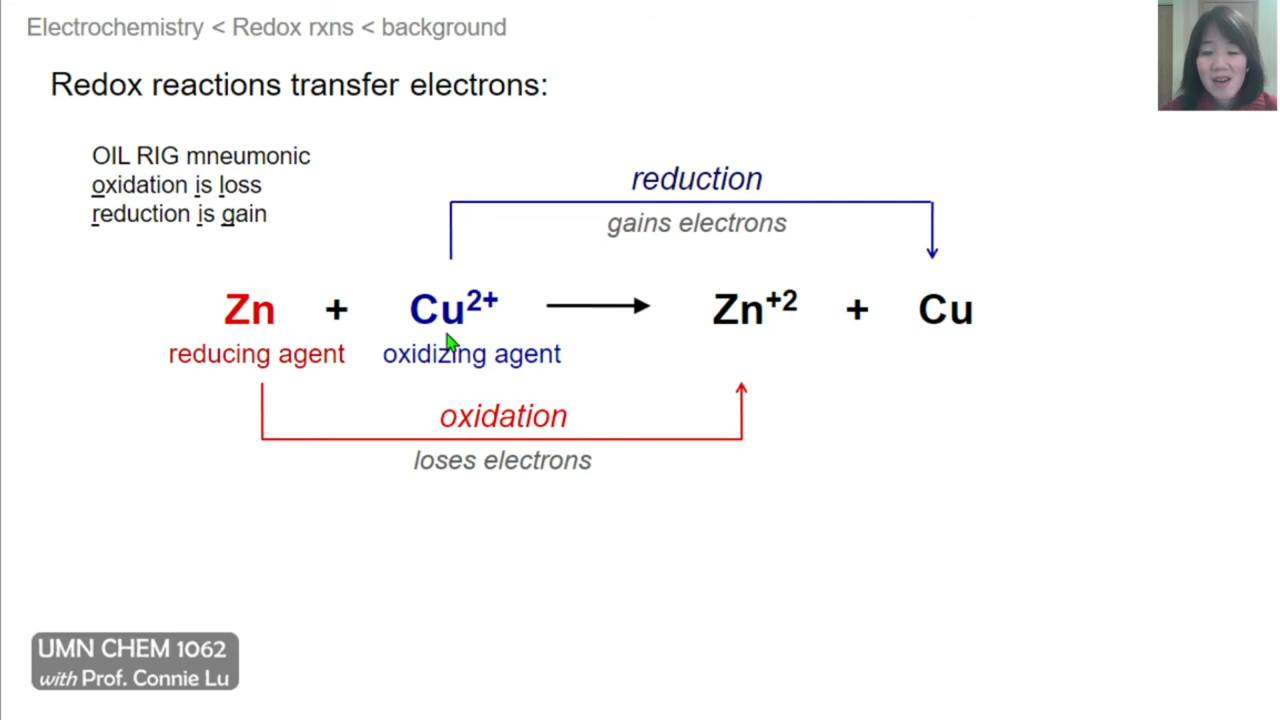 Electrochemistry < Redox rxns < background
Redox reactions transfer electrons:
OIL RIG mneumonic
oxidation is loss
reduction is gain
reduction
gains electrons
Zn + Cu²⁺ ⟶ Zn⁺² + Cu
reducing agent oxidizing agent
oxidation
loses electrons
UMN CHEM 1062
with Prof. Connie Lu